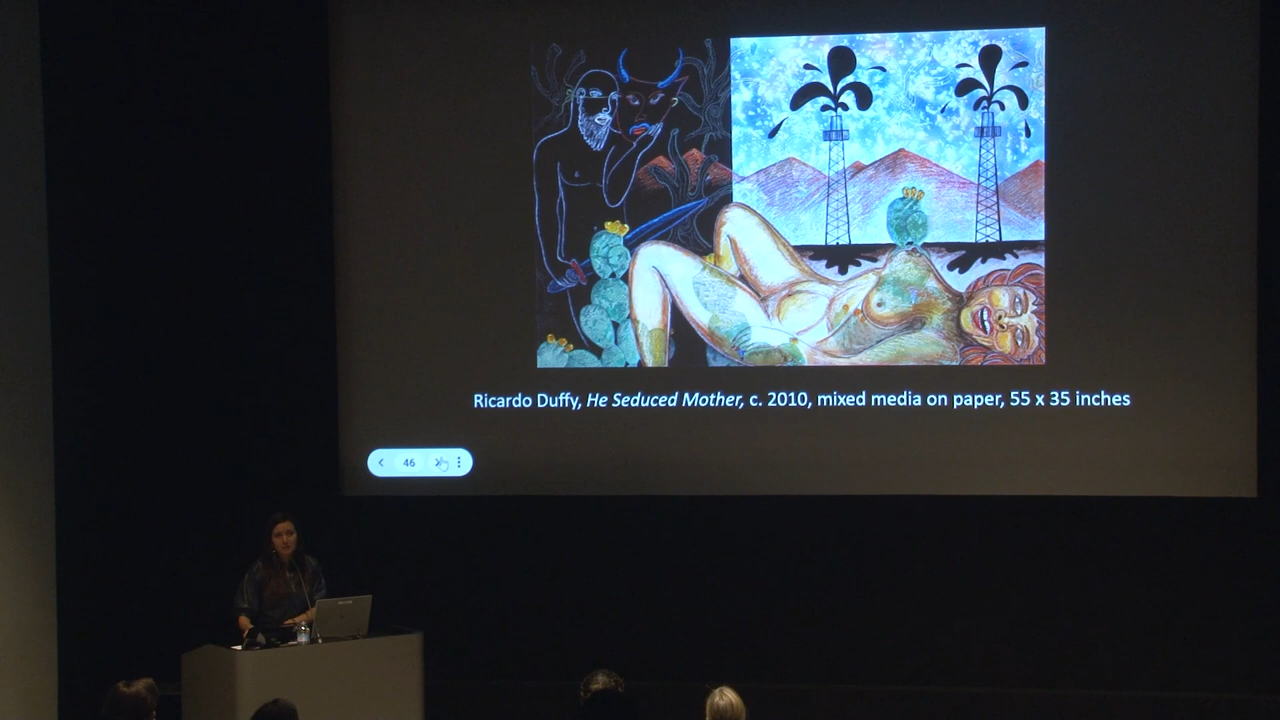 Ricardo Duffy, He Seduced Mother, c. 2010, mixed media on paper, 55 x 35 inches
46